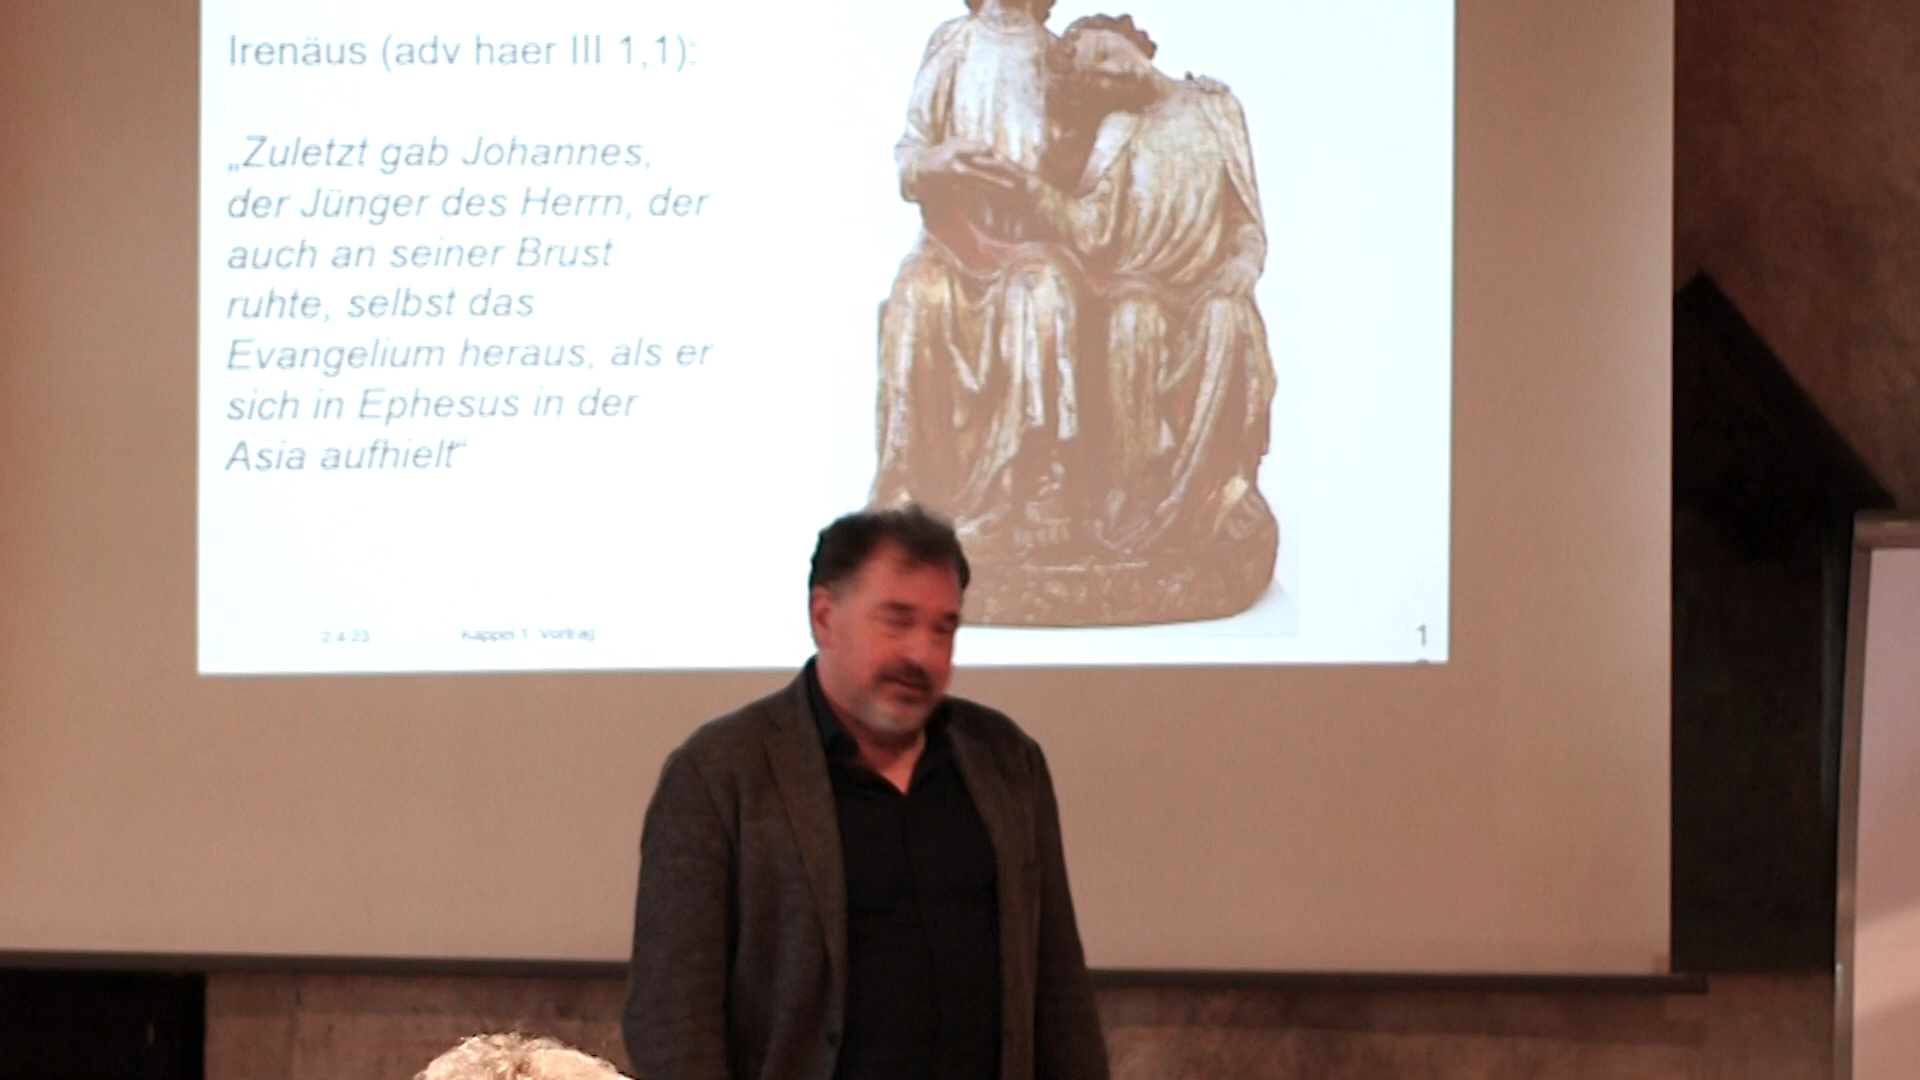 Irenäus (adv haer III 1,1):
„Zuletzt gab Johannes,
der Jünger des Herrn, der
auch an seiner Brust
ruhte, selbst das
Evangelium heraus, als er
sich in Ephesus in der
Asia aufhielt“
2.4.23 Kappel 1. Vortrag
1